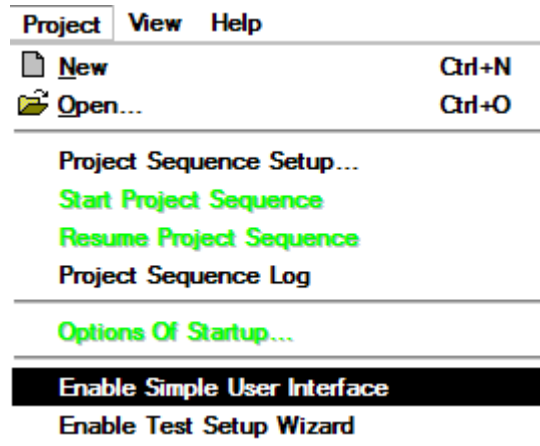 Project View Help
New Ctrl+N
Open... Ctrl+O
Project Sequence Setup...
Start Project Sequence
Resume Project Sequence
Project Sequence Log
Options Of Startup...
Enable Simple User Interface
Enable Test Setup Wizard